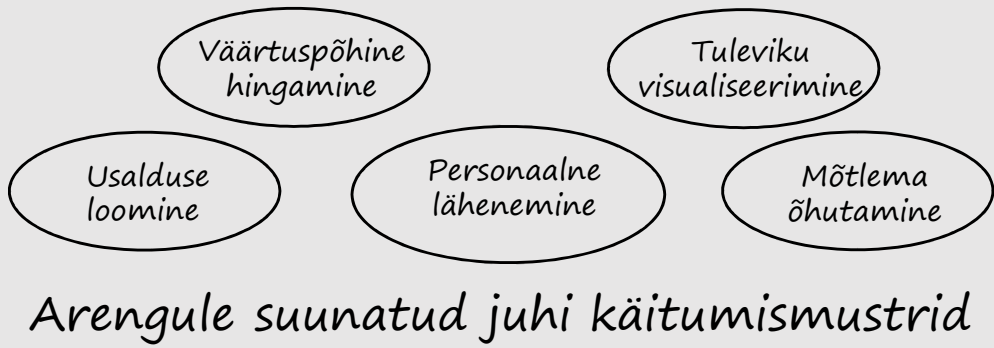 Väärtuspõhine
hingamine
Tuleviku
visualiseerimine
Usalduse
loomine
Personaalne
lähenemine
Mõtlema
õhutamine
Arengule suunatud juhi käitumismustrid